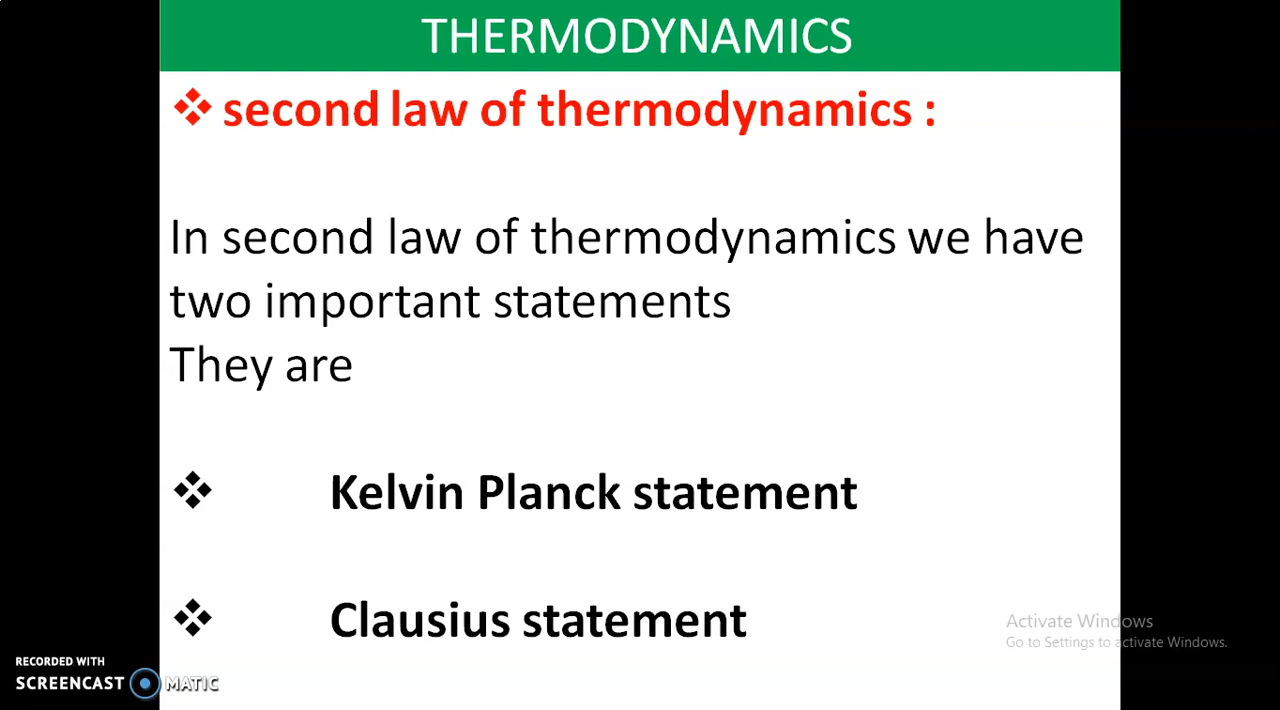 THERMODYNAMICS
❖ second law of thermodynamics :
In second law of thermodynamics we have
two important statements
They are
❖ Kelvin Planck statement
❖ Clausius statement
Activate Windows
Go to Settings to activate Windows.
RECORDED WITH
SCREENCAST MATIC